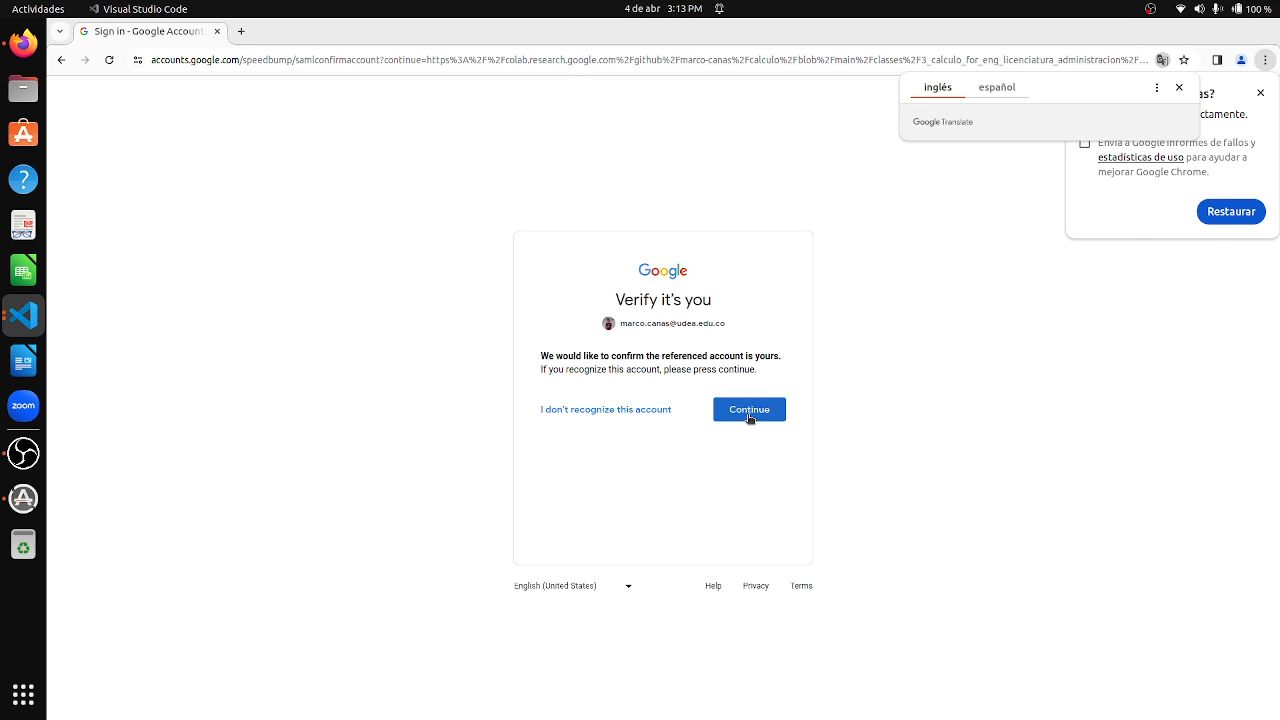 Actividades
Visual Studio Code
4 de abr 3:13 PM
100 %
Sign in - Google Account
accounts.google.com/speedbump/samlconfirmaccount?continue=https%3A%2F%2Fcolab.research.google.com%2Fgithub%2Fmarco-canas%2Fcalculo%2Fblob%2Fmain%2Fclasses%2F3_calculo_for_eng_licenciatura_administracion%2F...
inglés
español
Google Translate
as?
ctamente.
Envía a Google informes de fallos y
estadísticas de uso para ayudar a
mejorar Google Chrome.
Restaurar
Google
Verify it's you
marco.canas@udea.edu.co
We would like to confirm the referenced account is yours.
If you recognize this account, please press continue.
I don't recognize this account
Continue
English (United States)
Help
Privacy
Terms
zoom